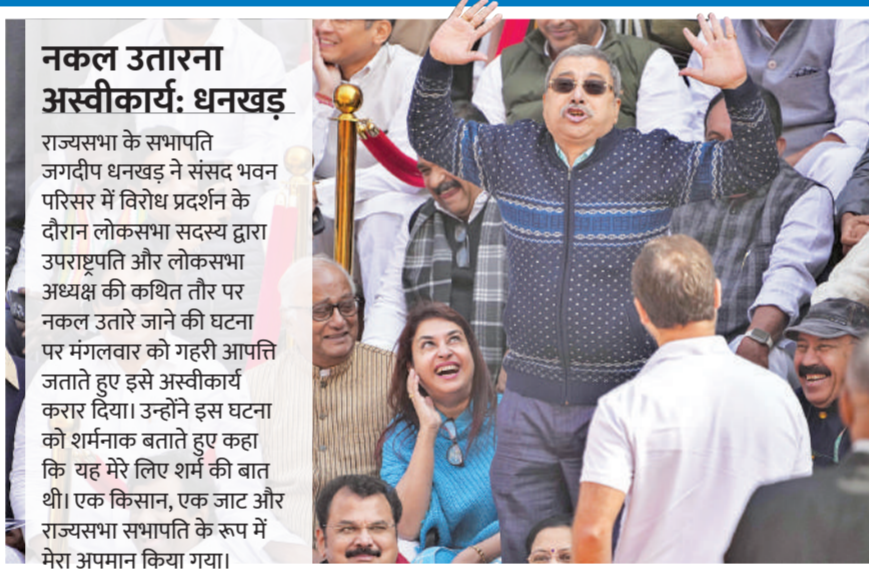 नकल उतारना
अस्वीकार्य: धनखड़
राज्यसभा के सभापति
जगदीप धनखड़ ने संसद भवन
परिसर में विरोध प्रदर्शन के
दौरान लोकसभा सदस्य द्वारा
उपराष्ट्रपति और लोकसभा
अध्यक्ष की कथित तौर पर
नकल उतारे जाने की घटना
पर मंगलवार को गहरी आपत्ति
जताते हुए इसे अस्वीकार्य
करार दिया। उन्होंने इस घटना
को शर्मनाक बताते हुए कहा
कि यह मेरे लिए शर्म की बात
थी। एक किसान, एक जाट और
राज्यसभा सभापति के रूप में
मेरा अपमान किया गया।